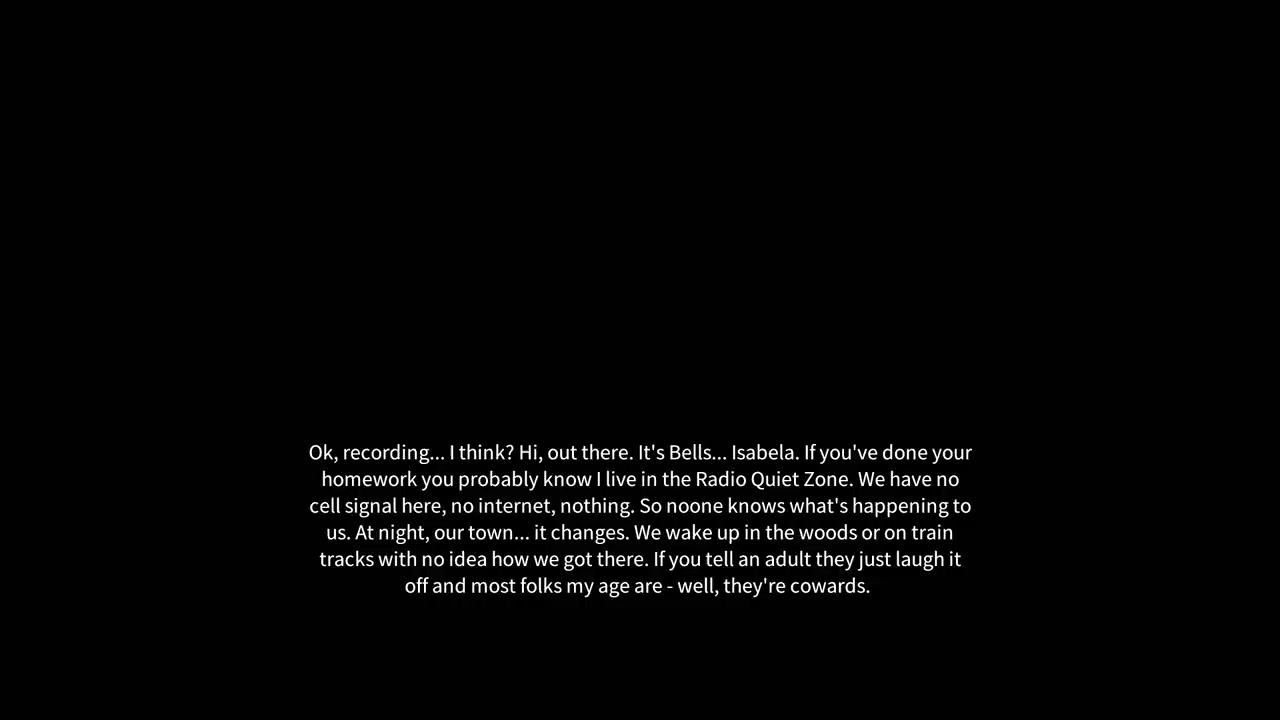 Ok, recording... I think? Hi, out there. It's Bells... Isabela. If you've done your
homework you probably know I live in the Radio Quiet Zone. We have no
cell signal here, no internet, nothing. So noone knows what's happening to
us. At night, our town... it changes. We wake up in the woods or on train
tracks with no idea how we got there. If you tell an adult they just laugh it
off and most folks my age are - well, they're cowards.